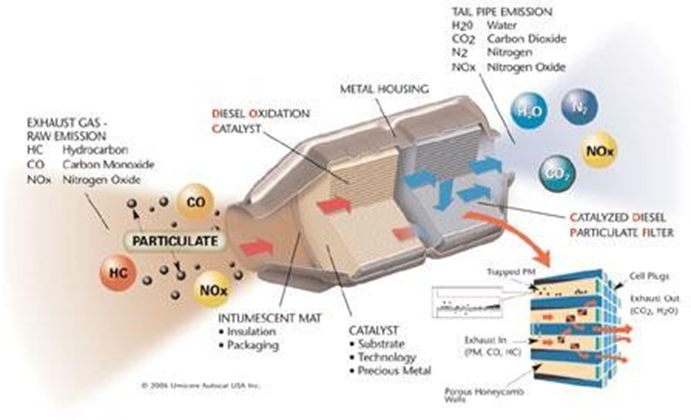 TAIL PIPE EMISSION
H20 Water
CO2 Carbon Dioxide
N2 Nitrogen
NOx Nitrogen Oxide
METAL HOUSING
DIESEL OXIDATION
CATALYST
EXHAUST GAS -
RAW EMISSION
HC Hydrocarbon
CO Carbon Monoxide
NOx Nitrogen Oxide
H2O
N2
NOx
CO2
CO
PARTICULATE
HC
NOx
CATALYZED DIESEL
PARTICULATE FILTER
INTUMESCENT MAT
• Insulation
• Packaging
CATALYST
• Substrate
• Technology
• Precious Metal
Trapped PM
Cell Plugs
Exhaust Out
(CO2, H2O)
Exhaust In
(PM, CO, HC)
Porous Honeycomb
Walls
© 2006 Umicore Autocat USA Inc.